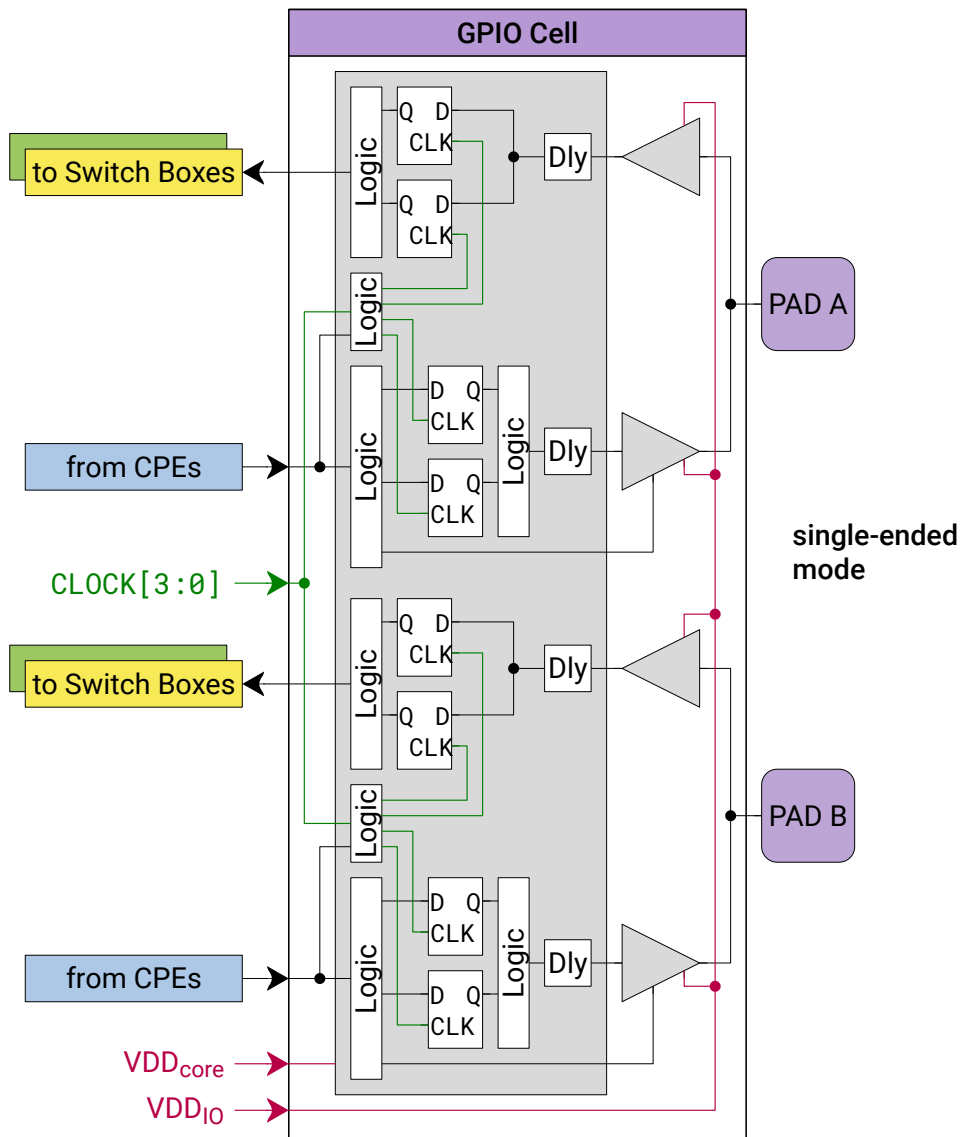 GPIO Cell
Logic
Q D
CLK
Dly
to Switch Boxes
Q D
CLK
Logic
PAD A
Logic
D Q
CLK
Logic
Dly
from CPEs
D Q
CLK
single-ended
mode
CLOCK[3:0]
Logic
Q D
CLK
Dly
to Switch Boxes
Q D
CLK
Logic
PAD B
Logic
D Q
CLK
Logic
Dly
from CPEs
D Q
CLK
VDDcore
VDDIO